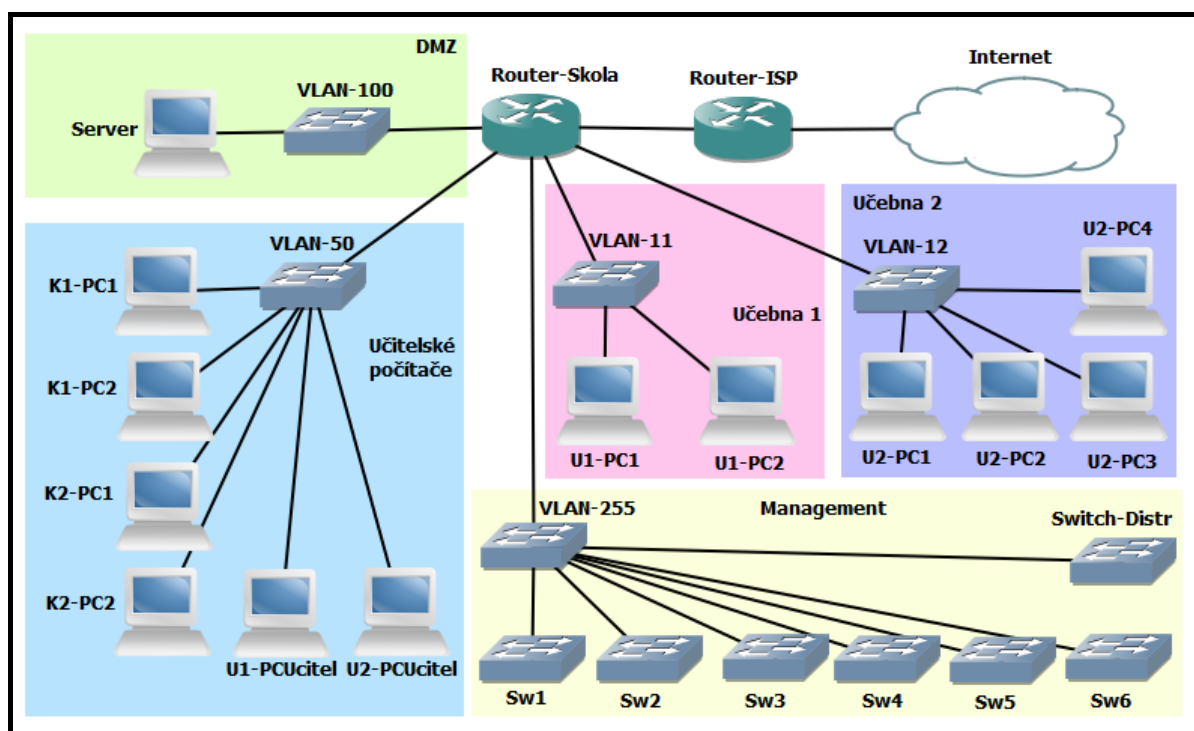 DMZ
Router-Skola
Router-ISP
Internet
VLAN-100
Server
VLAN-50
K1-PC1
K1-PC2
K2-PC1
K2-PC2
Učitelské
počítače
U1-PCUcitel
U2-PCUcitel
VLAN-11
Učebna 1
U1-PC1
U1-PC2
Učebna 2
VLAN-12
U2-PC4
U2-PC1
U2-PC2
U2-PC3
VLAN-255
Management
Switch-Distr
Sw1
Sw2
Sw3
Sw4
Sw5
Sw6